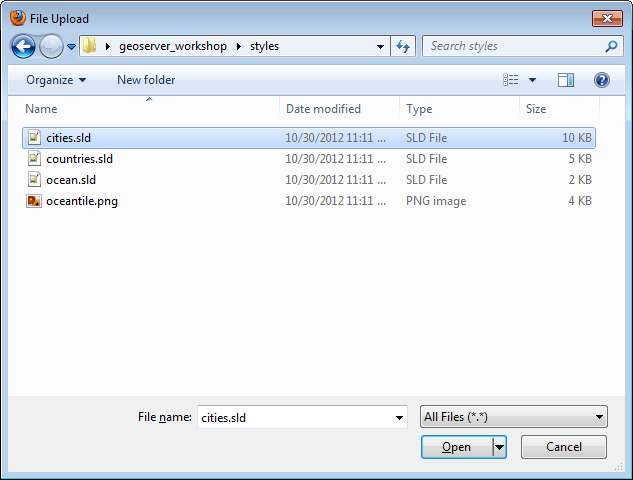 File Upload
geoserver_workshop styles Search styles
Organize New folder
Name Date modified Type Size
cities.sld 10/30/2012 11:11 ... SLD File 10 KB
countries.sld 10/30/2012 11:11 ... SLD File 5 KB
ocean.sld 10/30/2012 11:11 ... SLD File 2 KB
oceantile.png 10/30/2012 11:11 ... PNG image 4 KB
File name: cities.sld All Files (*.*)
Open Cancel